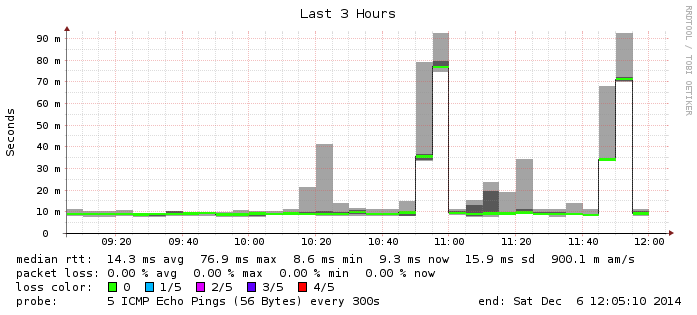 Last 3 Hours
RRDTOOL / TOBI OETIKER
Seconds
90 m
80 m
70 m
60 m
50 m
40 m
30 m
20 m
10 m
0
09:20 09:40 10:00 10:20 10:40 11:00 11:20 11:40 12:00
median rtt: 14.3 ms avg 76.9 ms max 8.6 ms min 9.3 ms now 15.9 ms sd 900.1 m am/s
packet loss: 0.00 % avg 0.00 % max 0.00 % min 0.00 % now
loss color: 0 1/5 2/5 3/5 4/5
probe: 5 ICMP Echo Pings (56 Bytes) every 300s end: Sat Dec 6 12:05:10 2014